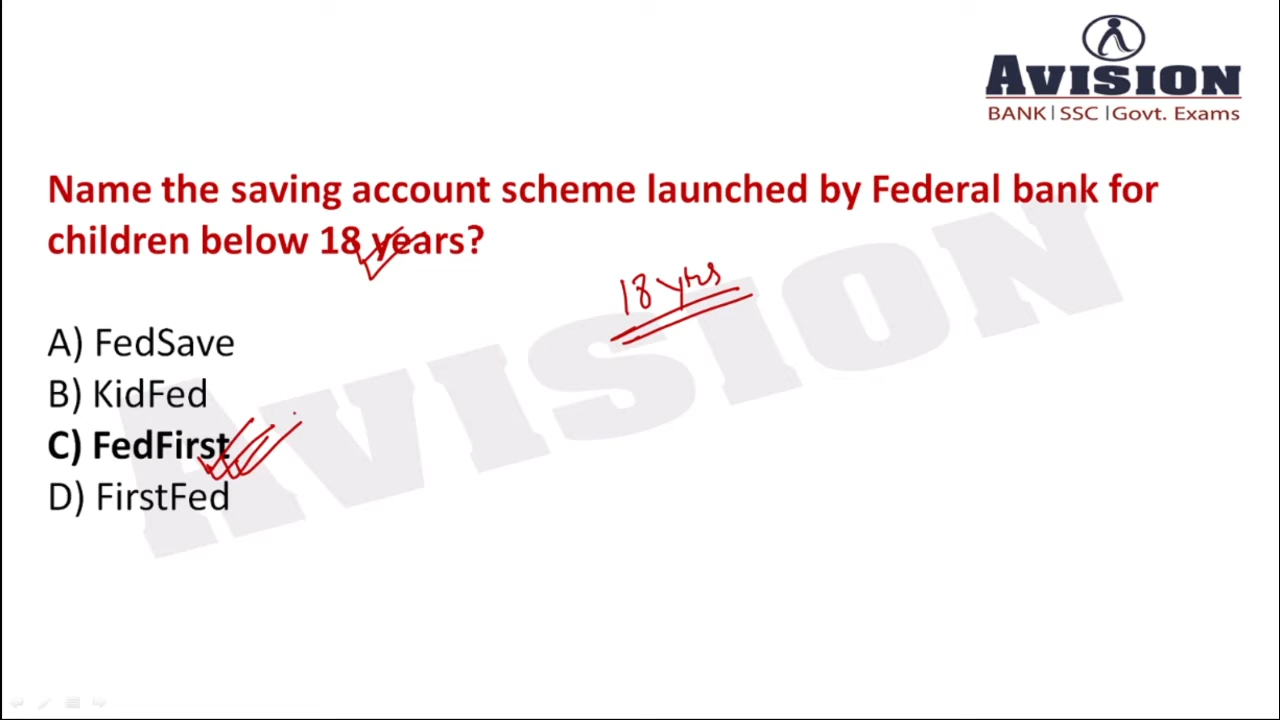 AVISION
BANK|SSC|Govt. Exams
Name the saving account scheme launched by Federal bank for
children below 18 years?
18 yrs
A) FedSave
B) KidFed
C) FedFirst
D) FirstFed
AVISION